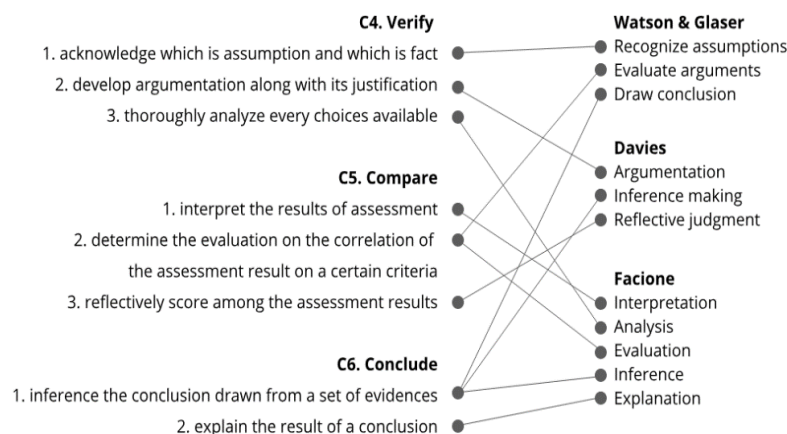 C4. Verify
1. acknowledge which is assumption and which is fact
2. develop argumentation along with its justification
3. thoroughly analyze every choices available
C5. Compare
1. interpret the results of assessment
2. determine the evaluation on the correlation of
the assessment result on a certain criteria
3. reflectively score among the assessment results
C6. Conclude
1. inference the conclusion drawn from a set of evidences
2. explain the result of a conclusion
Watson & Glaser
Recognize assumptions
Evaluate arguments
Draw conclusion
Davies
Argumentation
Inference making
Reflective judgment
Facione
Interpretation
Analysis
Evaluation
Inference
Explanation